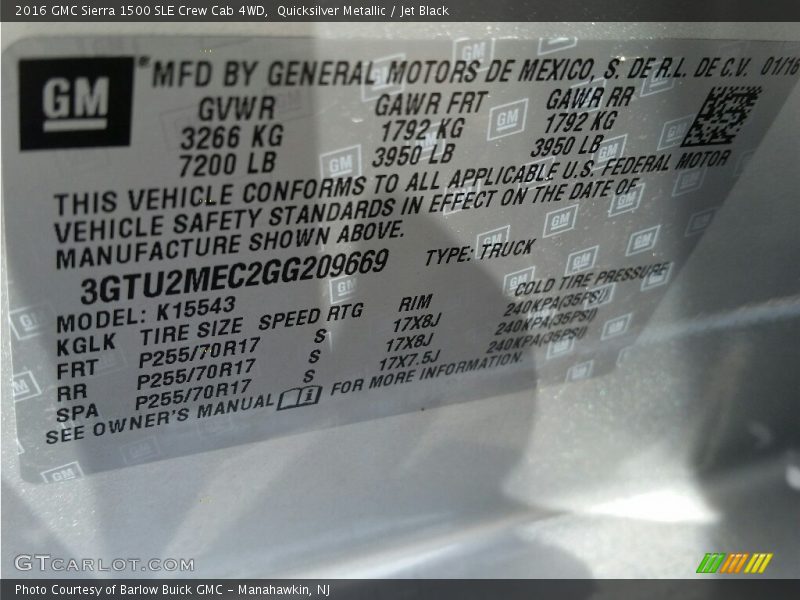 2016 GMC Sierra 1500 SLE Crew Cab 4WD, Quicksilver Metallic / Jet Black
GM
® MFD BY GENERAL MOTORS DE MEXICO, S. DE R.L. DE C.V. 01/16
GVWR GAWR FRT GAWR RR
3266 KG 1792 KG 1792 KG
7200 LB 3950 LB 3950 LB
THIS VEHICLE CONFORMS TO ALL APPLICABLE U.S. FEDERAL MOTOR
VEHICLE SAFETY STANDARDS IN EFFECT ON THE DATE OF
MANUFACTURE SHOWN ABOVE.
3GTU2MEC2GG209669 TYPE: TRUCK
MODEL: K15543
KGLK TIRE SIZE SPEED RTG RIM COLD TIRE PRESSURE
FRT P255/70R17 S 17X8J 240KPA(35PSI)
RR P255/70R17 S 17X8J 240KPA(35PSI)
SPA P255/70R17 S 17X7.5J 240KPA(35PSI)
SEE OWNER'S MANUAL FOR MORE INFORMATION.
GTCARLOT.COM
Photo Courtesy of Barlow Buick GMC – Manahawkin, NJ